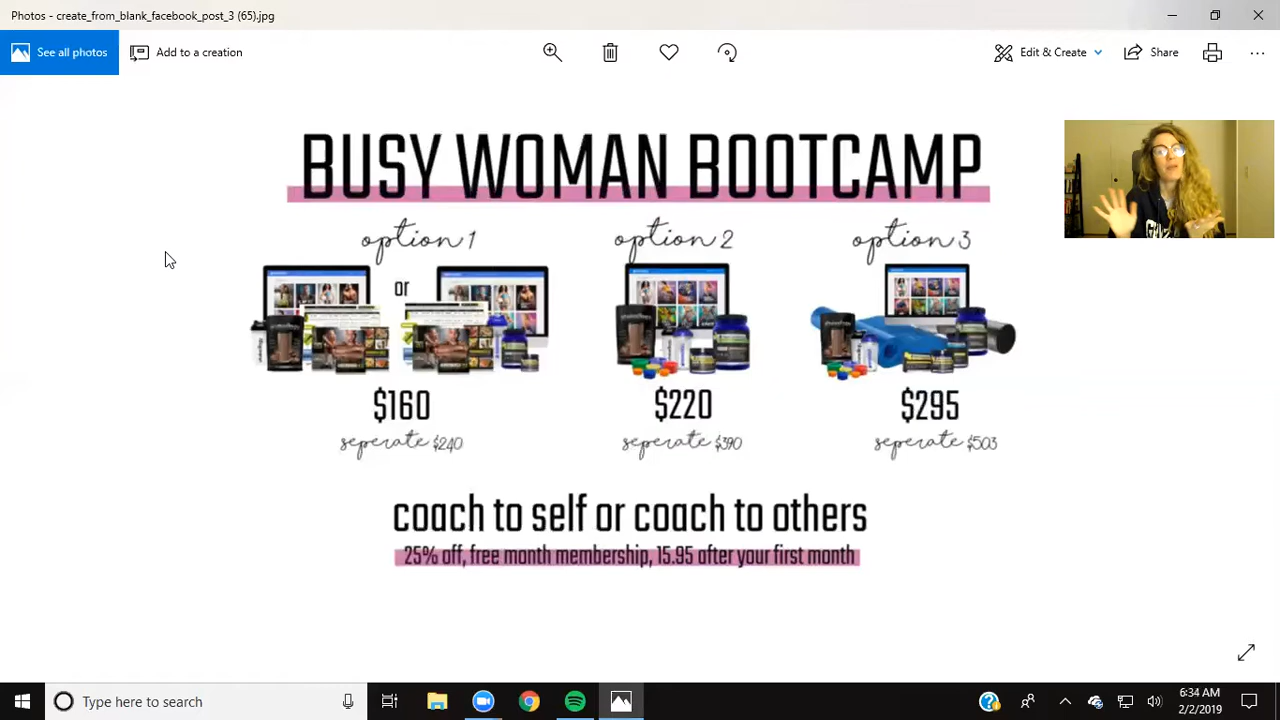 Photos - create_from_blank_facebook_post_3 (65).jpg
See all photos
Add to a creation
Edit & Create
Share
BUSY WOMAN BOOTCAMP
option 1
option 2
option 3
or
$160
$220
$295
seperate $240
seperate $390
seperate $503
coach to self or coach to others
25% off, free month membership, 15.95 after your first month
Type here to search
6:34 AM
2/2/2019